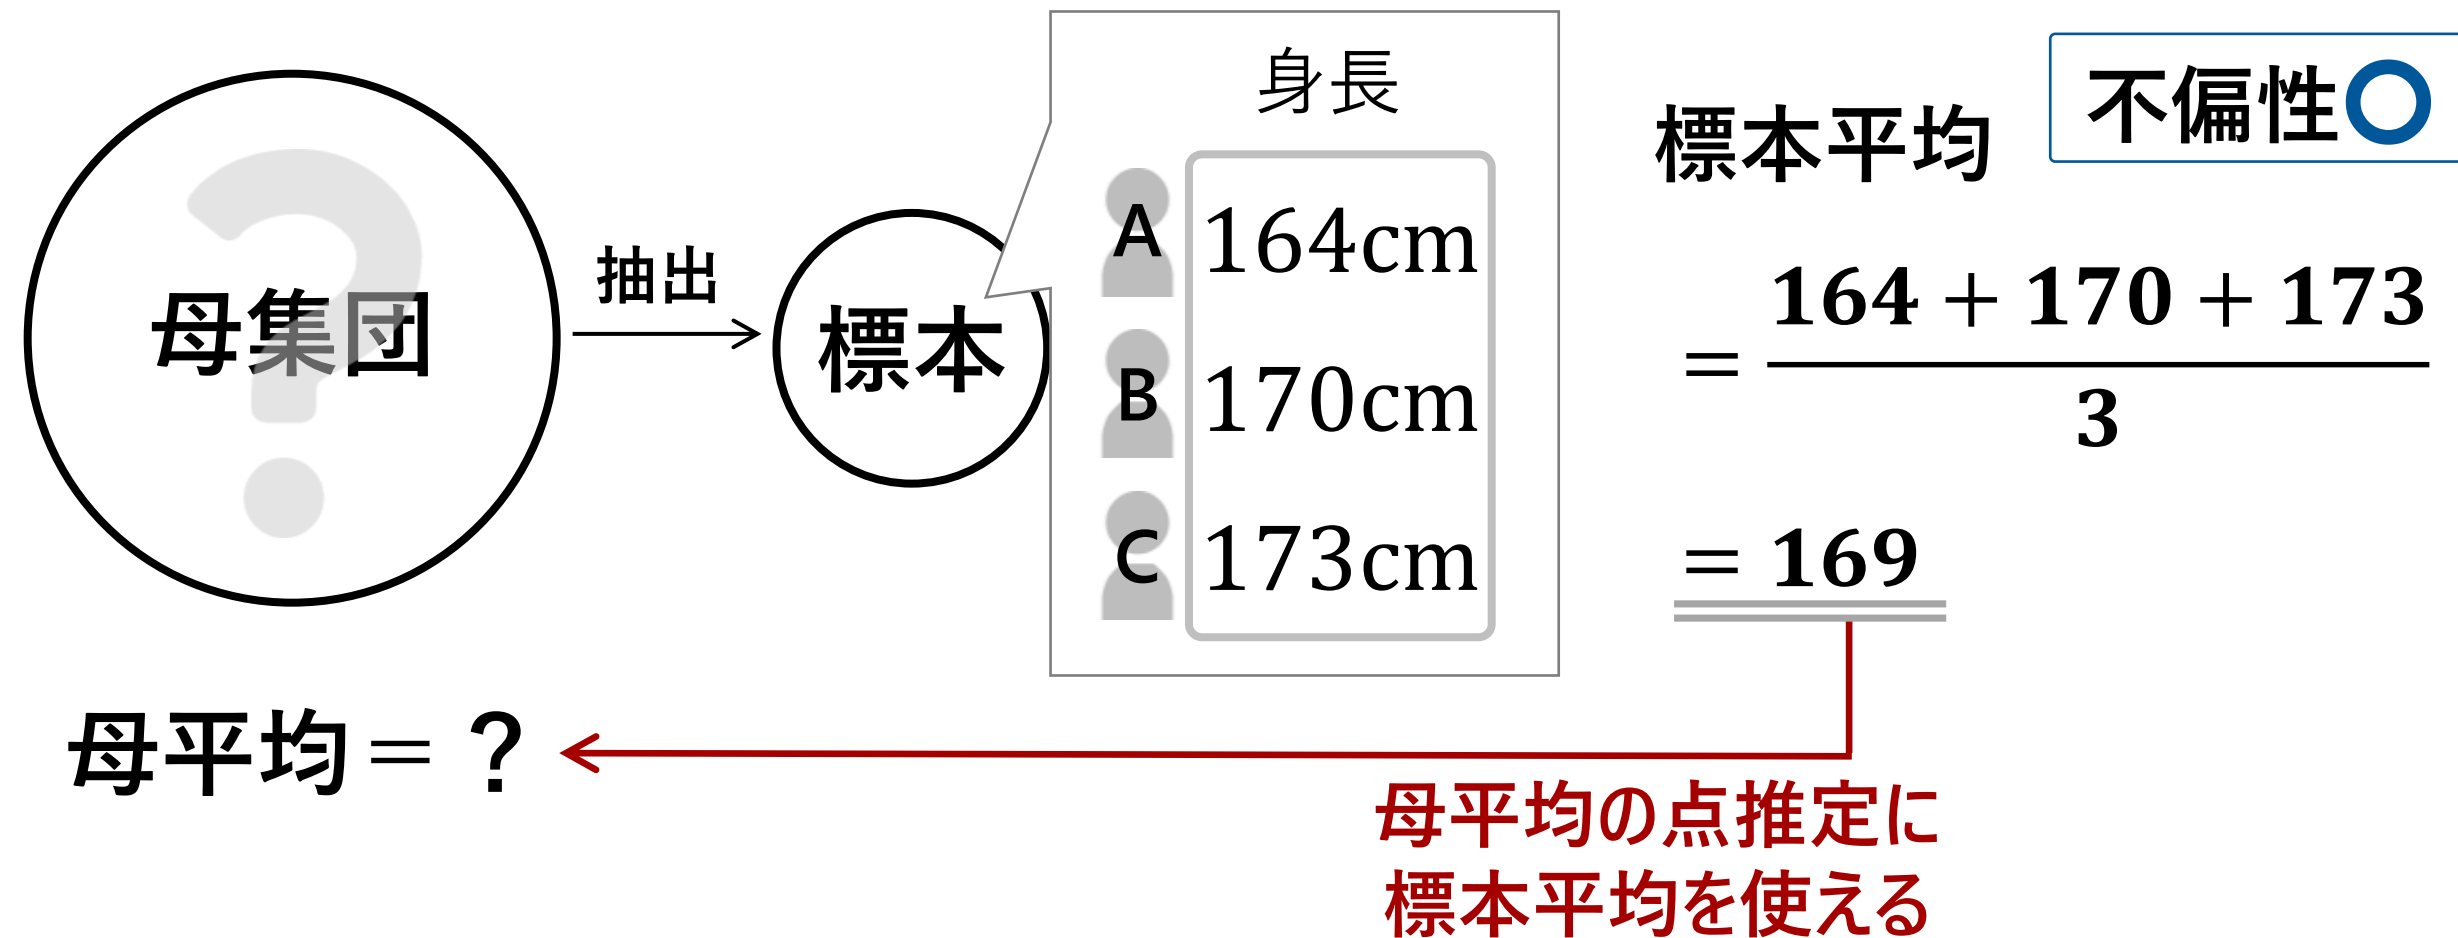 母集団
?
抽出
標本
身長
A 164cm
B 170cm
C 173cm
標本平均
不偏性○
= 164 + 170 + 173
3
= 169
母平均 = ?
母平均の点推定に
標本平均を使える